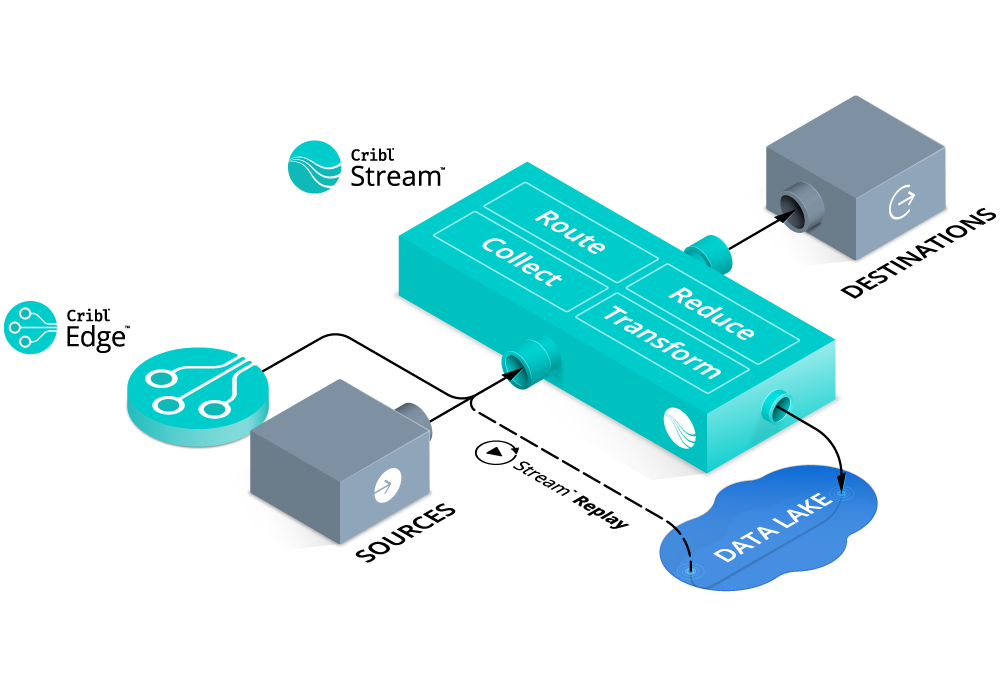 Cribl
Stream™
Route
Collect
Reduce
Transform
DESTINATIONS
Cribl
Edge™
Stream™ Replay
SOURCES
DATA LAKE